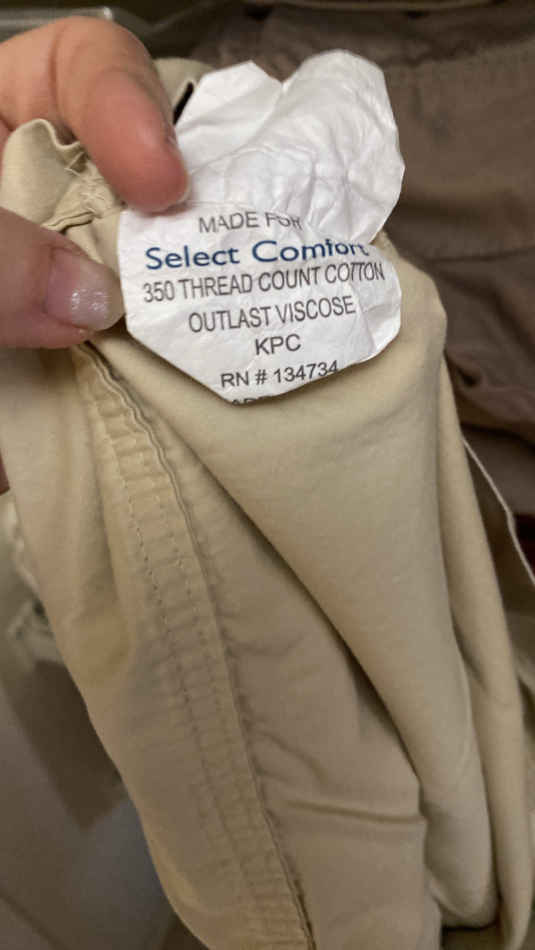 MADE FOR
Select Comfort
350 THREAD COUNT COTTON
OUTLAST VISCOSE
KPC
RN # 134734